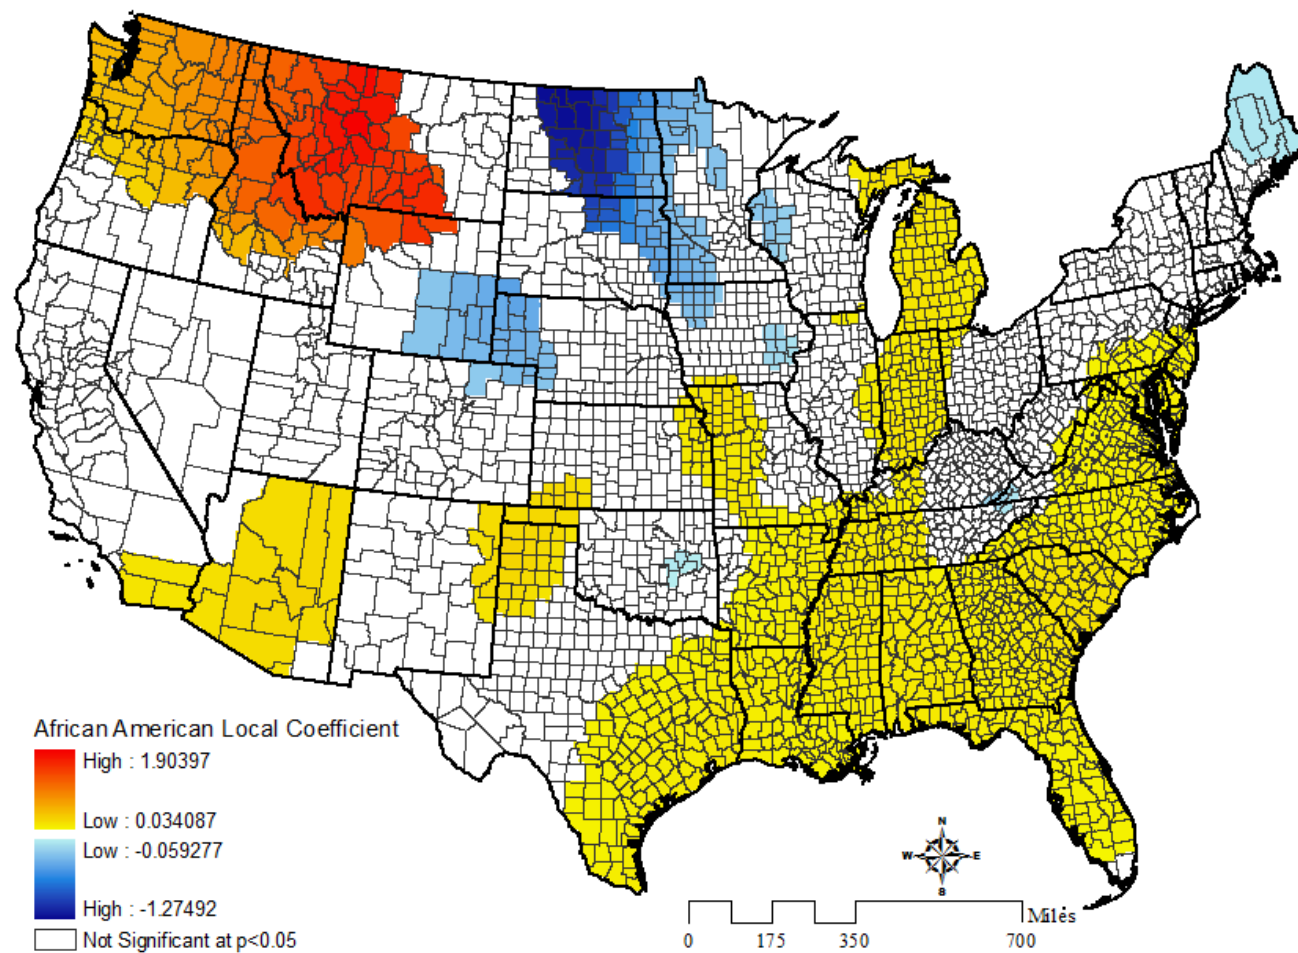 African American Local Coefficient
High : 1.90397
Low : 0.034087
Low : -0.059277
High : -1.27492
Not Significant at p<0.05
N
W E
S
Miles
0 175 350 700